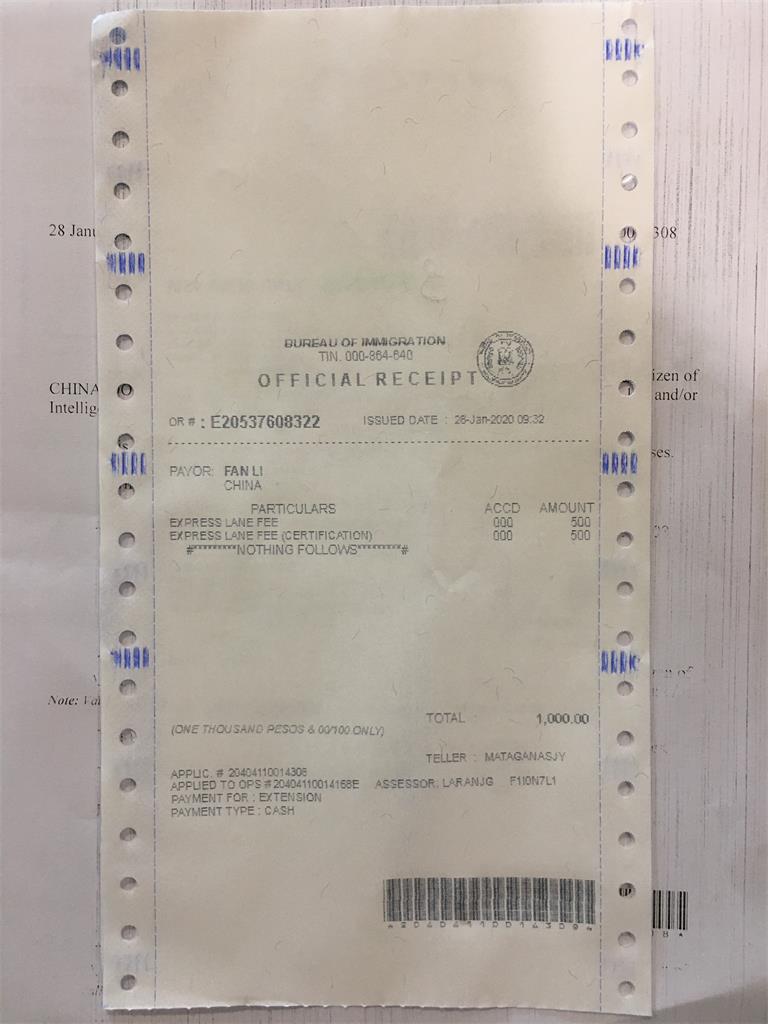 BUREAU OF IMMIGRATION
TIN. 000-864-640
OFFICIAL RECEIPT
OR # : E20537608322 ISSUED DATE : 28-Jan-2020 09:32
PAYOR: FAN LI
CHINA
PARTICULARS ACCD AMOUNT
EXPRESS LANE FEE 000 500
EXPRESS LANE FEE (CERTIFICATION) 000 500
#********NOTHING FOLLOWS********#
TOTAL : 1,000.00
(ONE THOUSAND PESOS & 00/100 ONLY)
TELLER : MATAGANASJY
APPLIC. # 20404110014308
APPLIED TO OPS #20404110014168E ASSESSOR: LARANJG F1I0N7L1
PAYMENT FOR : EXTENSION
PAYMENT TYPE : CASH
*20404110014308*
28 Janu
308
CHINA
Intellig
izen of
and/or
ses.
Note: Va